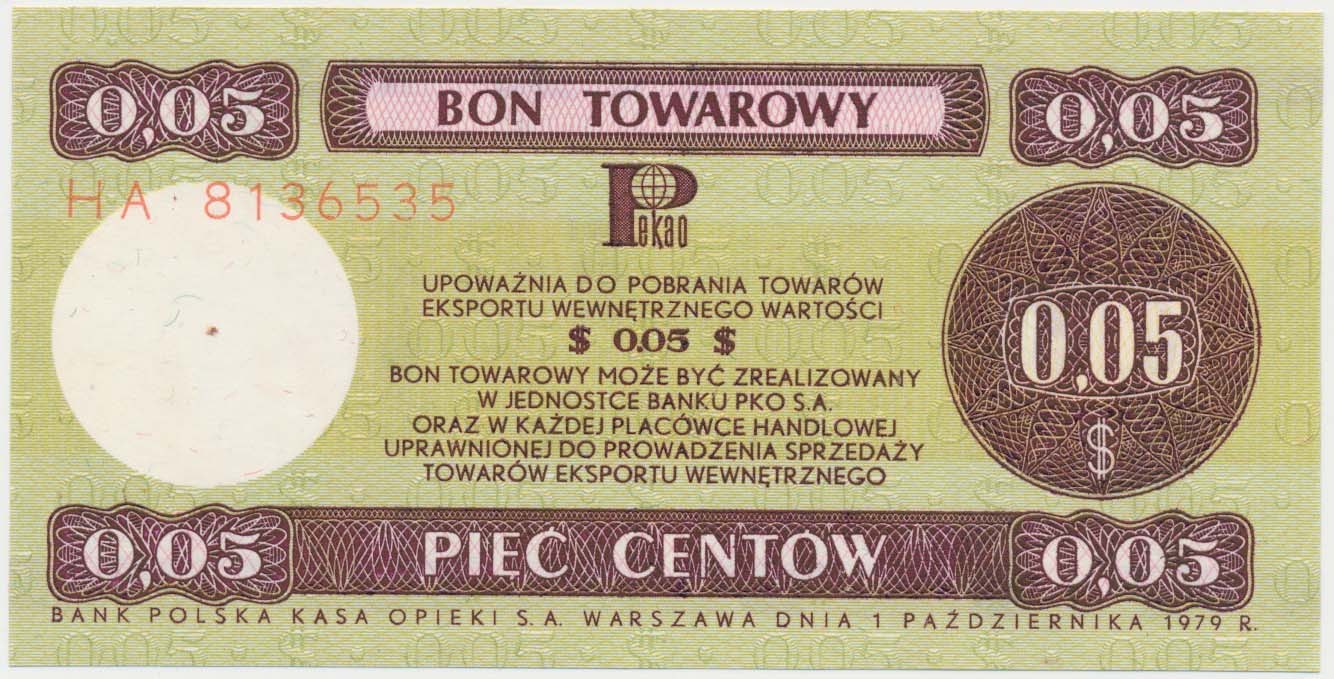 0,05 BON TOWAROWY 0,05
HA 8136535
Pekao
UPOWAŻNIA DO POBRANIA TOWARÓW
EKSPORTU WEWNĘTRZNEGO WARTOŚCI
$ 0.05 $
BON TOWAROWY MOŻE BYĆ ZREALIZOWANY
W JEDNOSTCE BANKU PKO S.A.
ORAZ W KAŻDEJ PLACÓWCE HANDLOWEJ
UPRAWNIONEJ DO PROWADZENIA SPRZEDAŻY
TOWARÓW EKSPORTU WEWNĘTRZNEGO
0,05
$
0,05 PIĘĆ CENTÓW 0,05
BANK POLSKA KASA OPIEKI S.A. WARSZAWA DNIA 1 PAŹDZIERNIKA 1979 R.